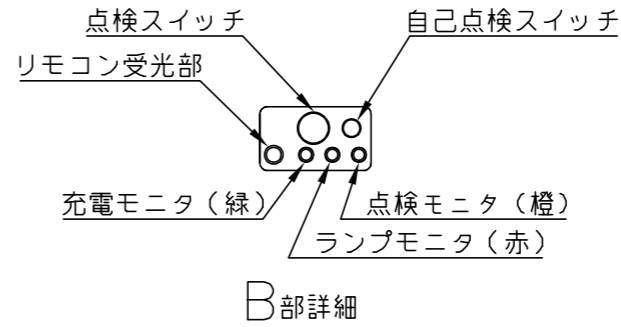 点検スイッチ
自己点検スイッチ
リモコン受光部
充電モニタ（緑）
点検モニタ（橙）
ランプモニタ（赤）
B部詳細